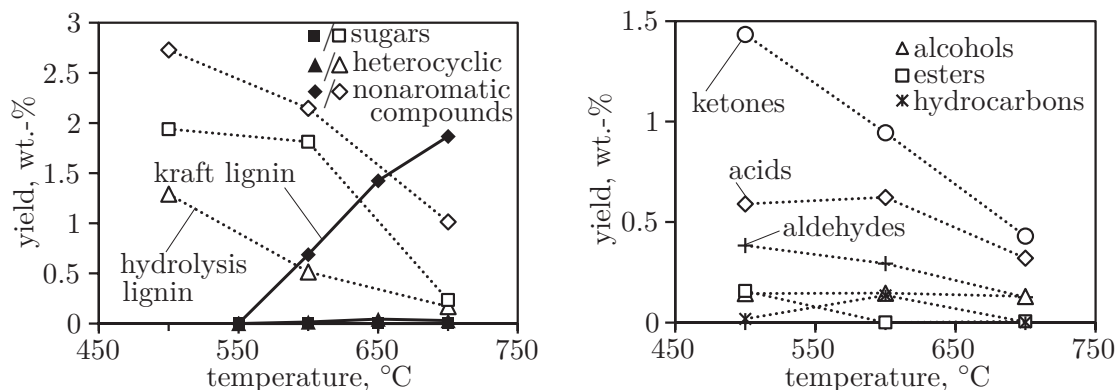 3
2.5
2
1.5
1
0.5
0
450
550
650
750
yield, wt.-%
temperature, °C
sugars
heterocyclic
nonaromatic
compounds
kraft lignin
hydrolysis
lignin
1.5
1
0.5
0
450
550
650
750
yield, wt.-%
temperature, °C
alcohols
esters
hydrocarbons
ketones
acids
aldehydes